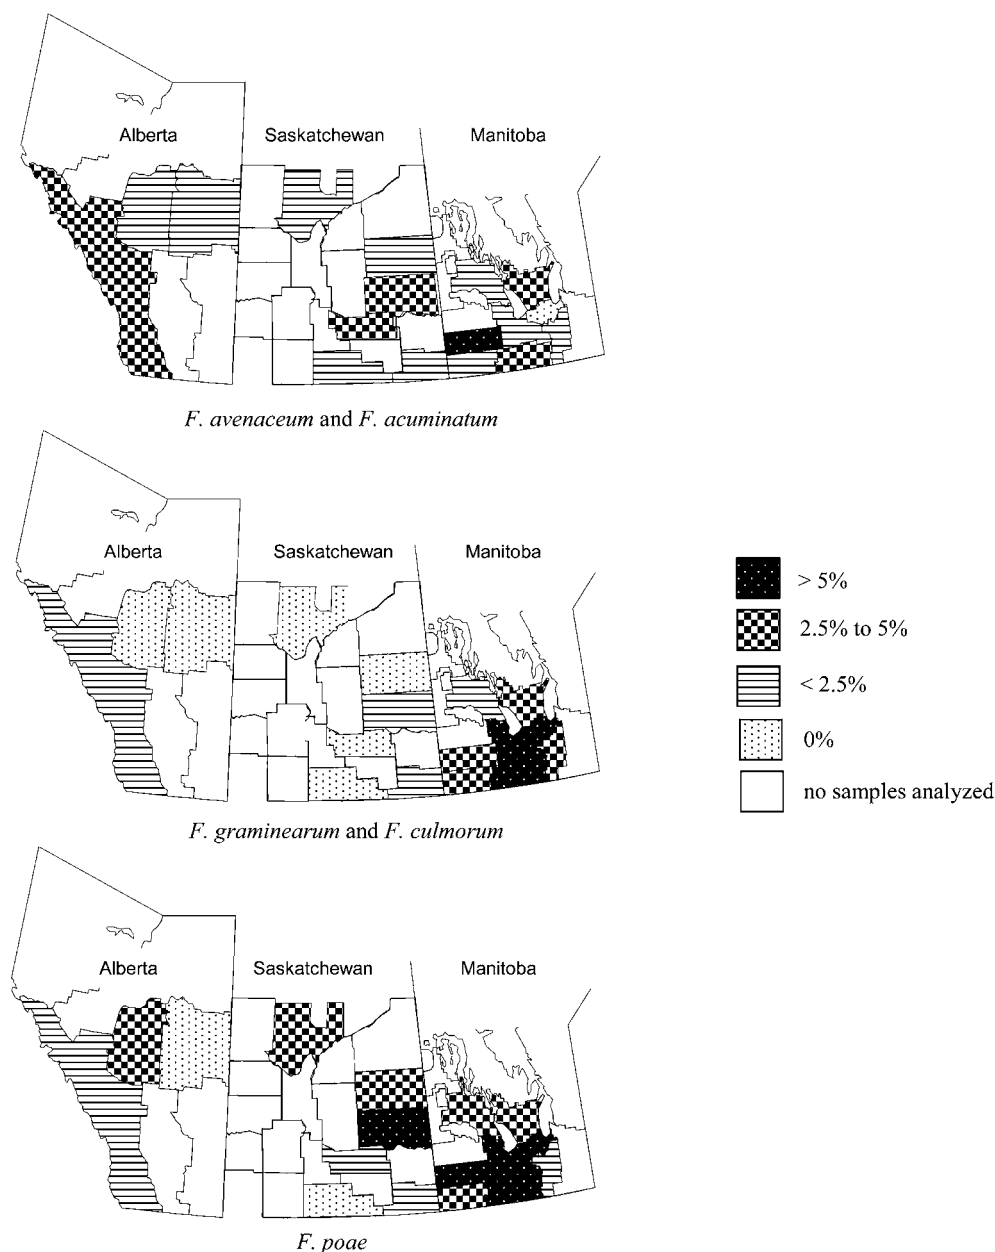 Alberta Saskatchewan Manitoba
F. avenaceum and F. acuminatum
Alberta Saskatchewan Manitoba
> 5%
2.5% to 5%
< 2.5%
0%
no samples analyzed
F. graminearum and F. culmorum
Alberta Saskatchewan Manitoba
F. poae